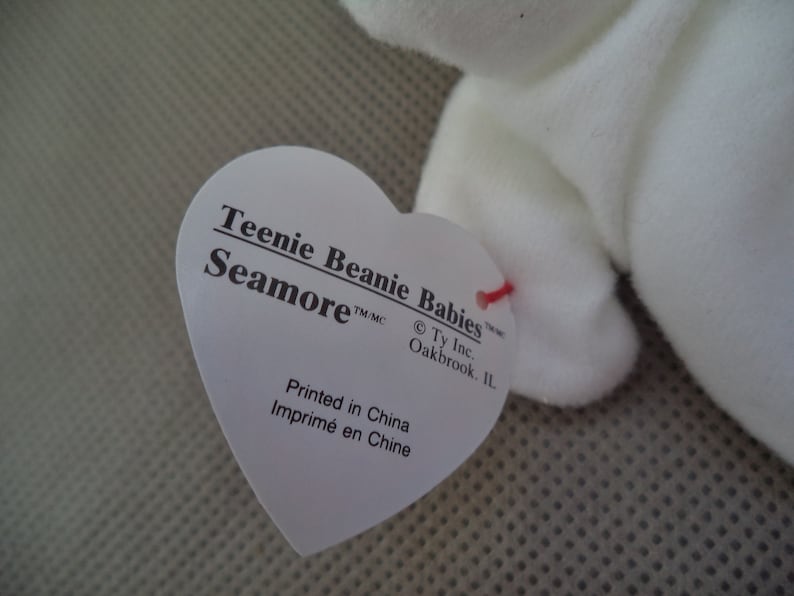 Teenie Beanie Babies™/MC
Seamore™/MC
© Ty Inc.
Oakbrook, IL
Printed in China
Imprimé en Chine